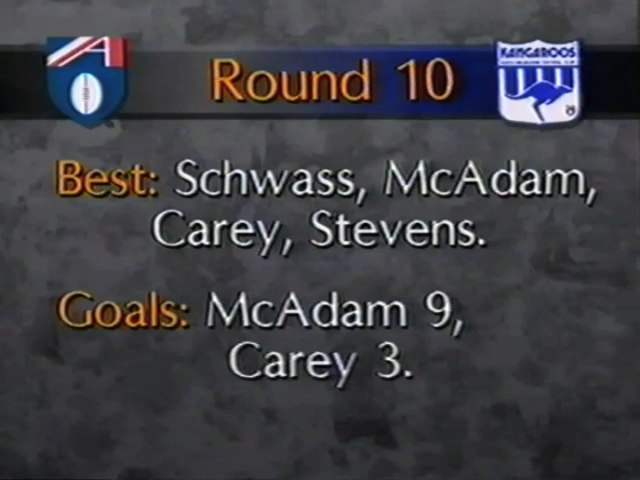 Round 10
KANGAROOS
Best: Schwass, McAdam,
Carey, Stevens.
Goals: McAdam 9,
Carey 3.